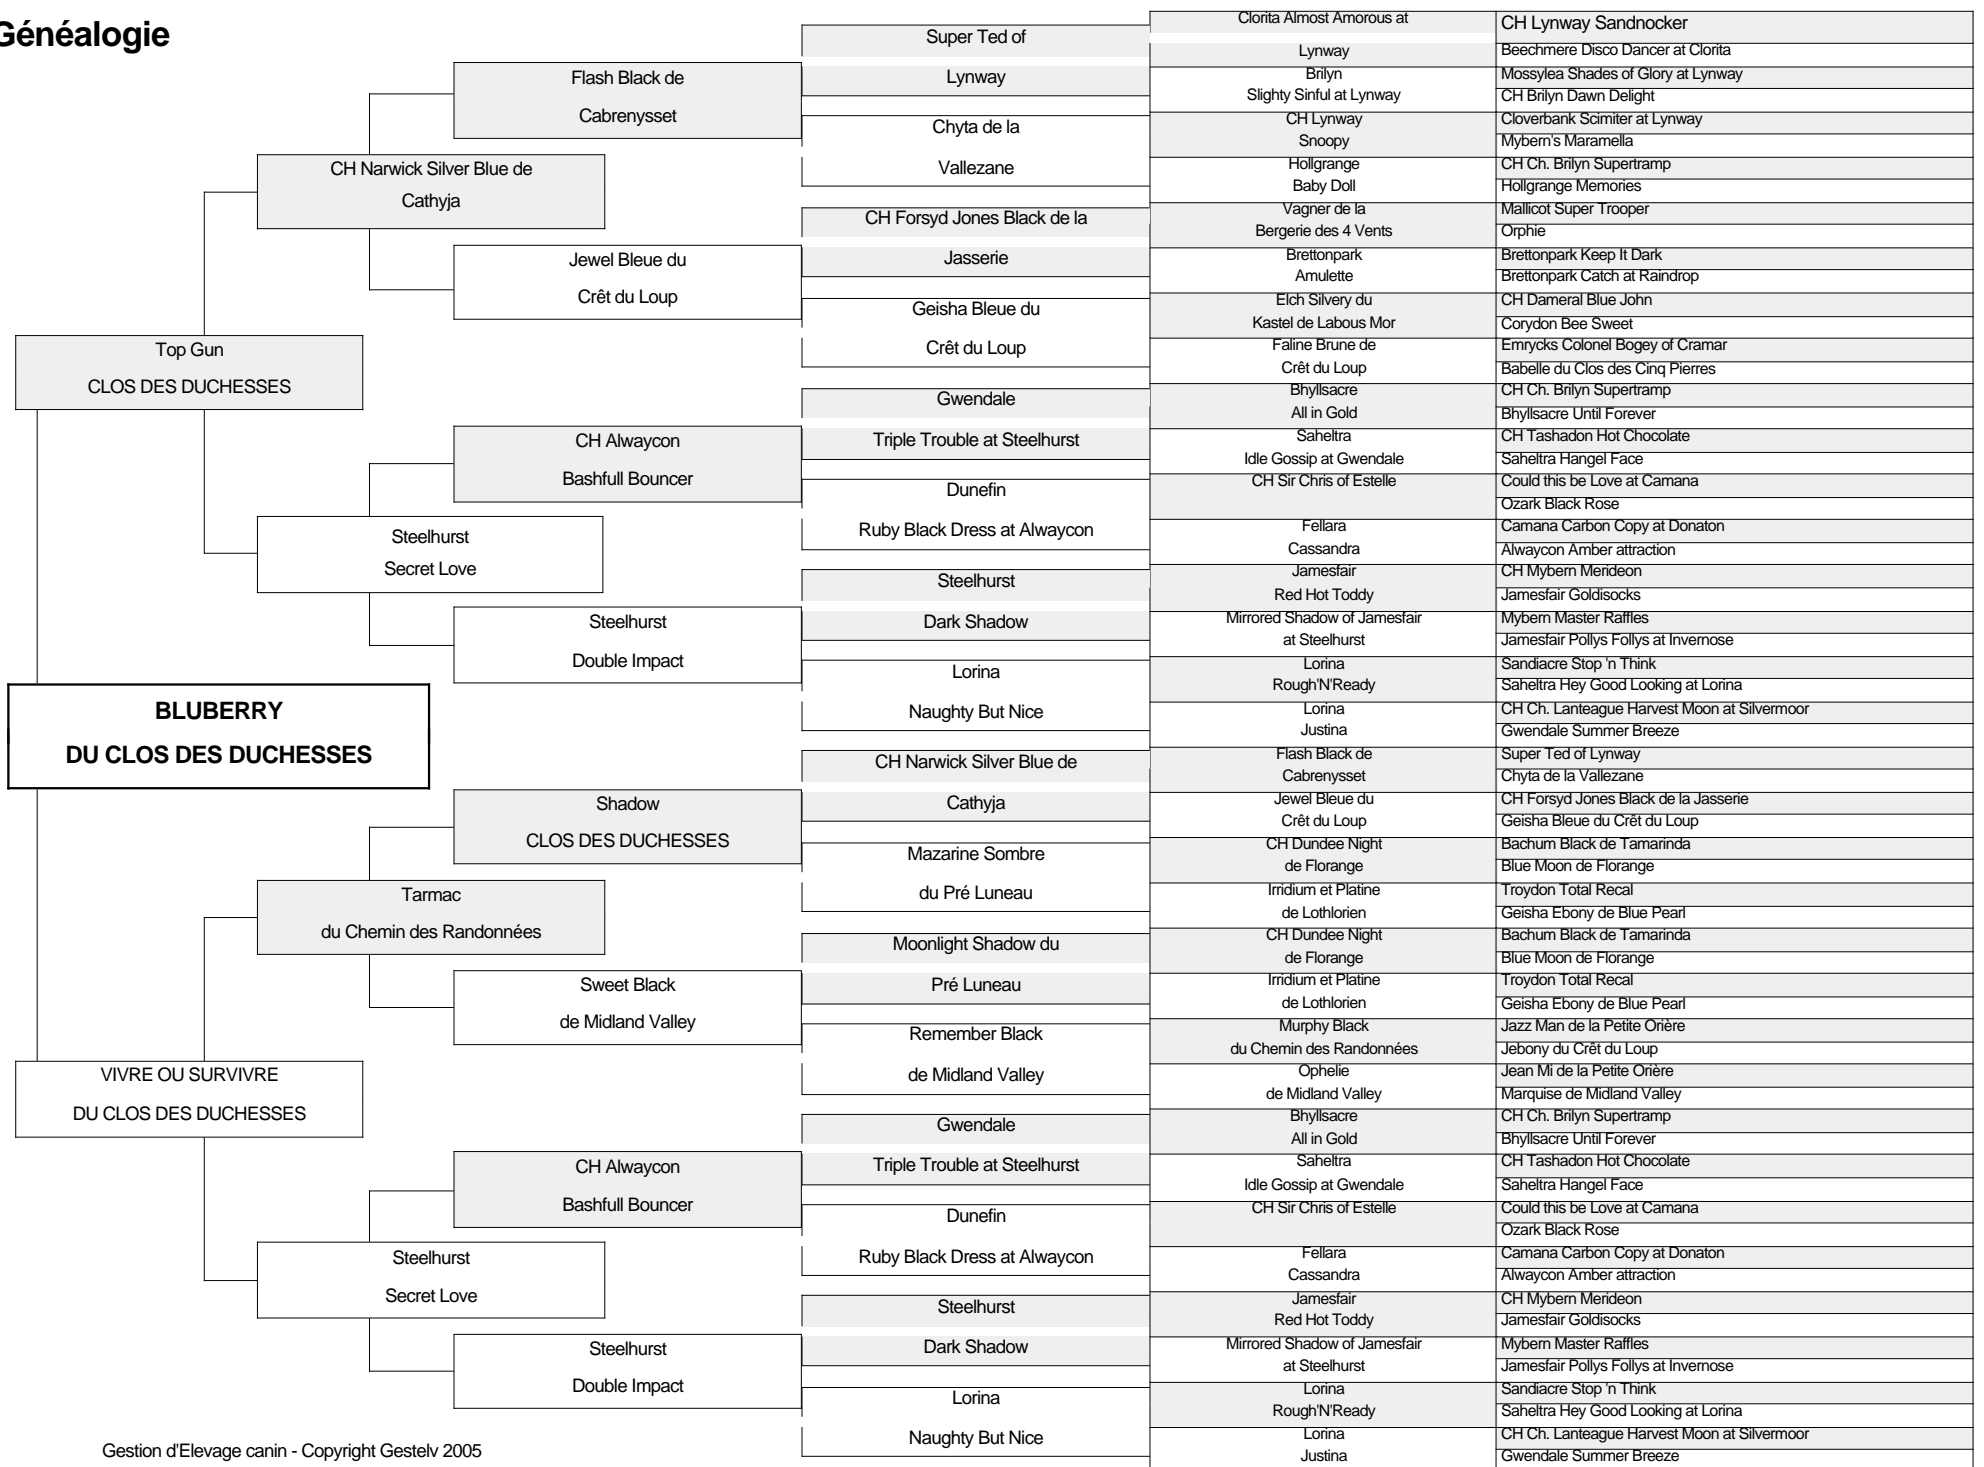 Généalogie
BLUBERRY
DU CLOS DES DUCHESSES
Top Gun
CLOS DES DUCHESSES
VIVRE OU SURVIVRE
DU CLOS DES DUCHESSES
CH Narwick Silver Blue de
Cathyja
Steelhurst
Secret Love
Tarmac
du Chemin des Randonnées
Steelhurst
Secret Love
Flash Black de
Cabrenysset
Jewel Bleue du
Crêt du Loup
CH Alwaycon
Bashfull Bouncer
Steelhurst
Double Impact
Shadow
CLOS DES DUCHESSES
Sweet Black
de Midland Valley
CH Alwaycon
Bashfull Bouncer
Steelhurst
Double Impact
Super Ted of
Lynway
Chyta de la
Vallezane
CH Forsyd Jones Black de la
Jasserie
Geisha Bleue du
Crêt du Loup
Gwendale
Triple Trouble at Steelhurst
Dunefin
Ruby Black Dress at Alwaycon
Steelhurst
Dark Shadow
Lorina
Naughty But Nice
CH Narwick Silver Blue de
Cathyja
Mazarine Sombre
du Pré Luneau
Moonlight Shadow du
Pré Luneau
Remember Black
de Midland Valley
Gwendale
Triple Trouble at Steelhurst
Dunefin
Ruby Black Dress at Alwaycon
Steelhurst
Dark Shadow
Lorina
Naughty But Nice
Clorita Almost Amorous at
Lynway
Brilyn
Slighty Sinful at Lynway
CH Lynway
Snoopy
Hollgrange
Baby Doll
Vagner de la
Bergerie des 4 Vents
Brettonpark
Amulette
Elch Silvery du
Kastel de Labous Mor
Faline Brune de
Crêt du Loup
Bhyllsacre
All in Gold
Saheltra
Idle Gossip at Gwendale
CH Sir Chris of Estelle
Fellara
Cassandra
Jamesfair
Red Hot Toddy
Mirrored Shadow of Jamesfair
at Steelhurst
Lorina
Rough'N'Ready
Lorina
Justina
Flash Black de
Cabrenysset
Jewel Bleue du
Crêt du Loup
CH Dundee Night
de Florange
Irridium et Platine
de Lothlorien
CH Dundee Night
de Florange
Irridium et Platine
de Lothlorien
Murphy Black
du Chemin des Randonnées
Ophelie
de Midland Valley
Bhyllsacre
All in Gold
Saheltra
Idle Gossip at Gwendale
CH Sir Chris of Estelle
Fellara
Cassandra
Jamesfair
Red Hot Toddy
Mirrored Shadow of Jamesfair
at Steelhurst
Lorina
Rough'N'Ready
Lorina
Justina
CH Lynway Sandnocker
Beechmere Disco Dancer at Clorita
Mossylea Shades of Glory at Lynway
CH Brilyn Dawn Delight
Cloverbank Scimiter at Lynway
Mybern's Maramella
CH Ch. Brilyn Supertramp
Hollgrange Memories
Mallicot Super Trooper
Orphie
Brettonpark Keep It Dark
Brettonpark Catch at Raindrop
CH Dameral Blue John
Corydon Bee Sweet
Emrycks Colonel Bogey of Cramar
Babelle du Clos des Cinq Pierres
CH Ch. Brilyn Supertramp
Bhyllsacre Until Forever
CH Tashadon Hot Chocolate
Saheltra Hangel Face
Could this be Love at Camana
Ozark Black Rose
Camana Carbon Copy at Donaton
Alwaycon Amber attraction
CH Mybern Merideon
Jamesfair Goldisocks
Mybern Master Raffles
Jamesfair Pollys Follys at Invernose
Sandiacre Stop 'n Think
Saheltra Hey Good Looking at Lorina
CH Ch. Lanteague Harvest Moon at Silvermoor
Gwendale Summer Breeze
Super Ted of Lynway
Chyta de la Vallezane
CH Forsyd Jones Black de la Jasserie
Geisha Bleue du Crêt du Loup
Bachum Black de Tamarinda
Blue Moon de Florange
Troydon Total Recal
Geisha Ebony de Blue Pearl
Bachum Black de Tamarinda
Blue Moon de Florange
Troydon Total Recal
Geisha Ebony de Blue Pearl
Jazz Man de la Petite Orière
Jebony du Crêt du Loup
Jean Mi de la Petite Orière
Marquise de Midland Valley
CH Ch. Brilyn Supertramp
Bhyllsacre Until Forever
CH Tashadon Hot Chocolate
Saheltra Hangel Face
Could this be Love at Camana
Ozark Black Rose
Camana Carbon Copy at Donaton
Alwaycon Amber attraction
CH Mybern Merideon
Jamesfair Goldisocks
Mybern Master Raffles
Jamesfair Pollys Follys at Invernose
Sandiacre Stop 'n Think
Saheltra Hey Good Looking at Lorina
CH Ch. Lanteague Harvest Moon at Silvermoor
Gwendale Summer Breeze
Gestion d'Elevage canin - Copyright Gestelv 2005